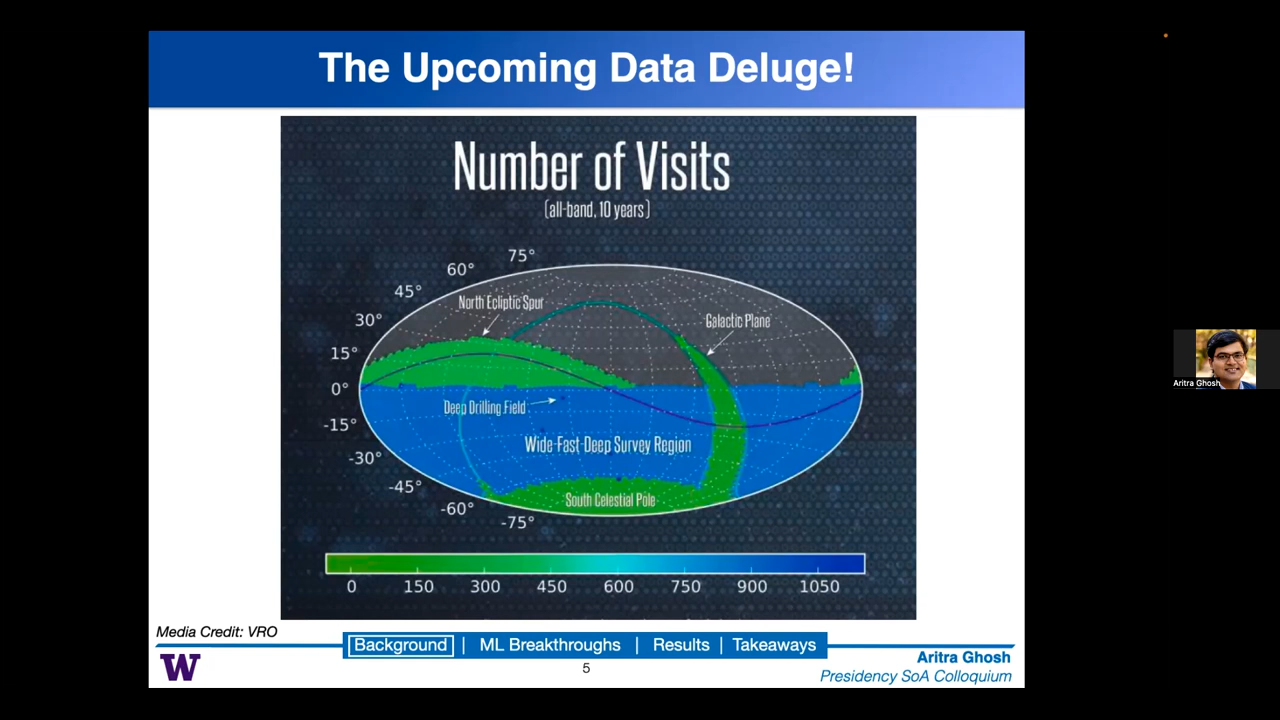 The Upcoming Data Deluge!
Number of Visits
(all-band, 10 years)
75°
60°
45°
North Ecliptic Spur
30°
Galactic Plane
15°
0°
Deep Drilling Field
-15°
Wide-Fast-Deep Survey Region
-30°
-45°
South Celestial Pole
-60°
-75°
0 150 300 450 600 750 900 1050
Media Credit: VRO
Background | ML Breakthroughs | Results | Takeaways
W
5
Aritra Ghosh
Presidency SoA Colloquium
Aritra Ghosh